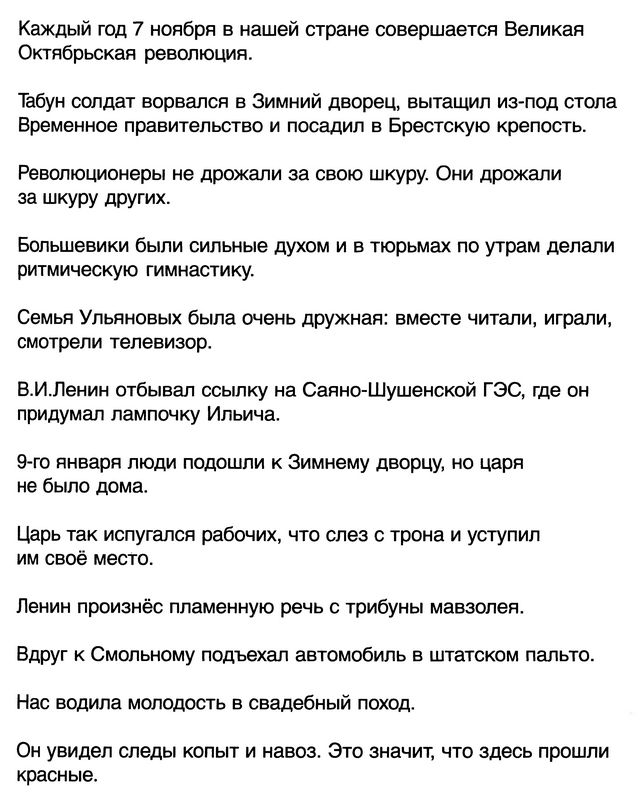 Каждый год 7 ноября в нашей стране совершается Великая
Октябрьская революция.
Табун солдат ворвался в Зимний дворец, вытащил из-под стола
Временное правительство и посадил в Брестскую крепость.
Революционеры не дрожали за свою шкуру. Они дрожали
за шкуру других.
Большевики были сильные духом и в тюрьмах по утрам делали
ритмическую гимнастику.
Семья Ульяновых была очень дружная: вместе читали, играли,
смотрели телевизор.
В.И.Ленин отбывал ссылку на Саяно-Шушенской ГЭС, где он
придумал лампочку Ильича.
9-го января люди подошли к Зимнему дворцу, но царя
не было дома.
Царь так испугался рабочих, что слез с трона и уступил
им своё место.
Ленин произнёс пламенную речь с трибуны мавзолея.
Вдруг к Смольному подъехал автомобиль в штатском пальто.
Нас водила молодость в свадебный поход.
Он увидел следы копыт и навоз. Это значит, что здесь прошли
красные.